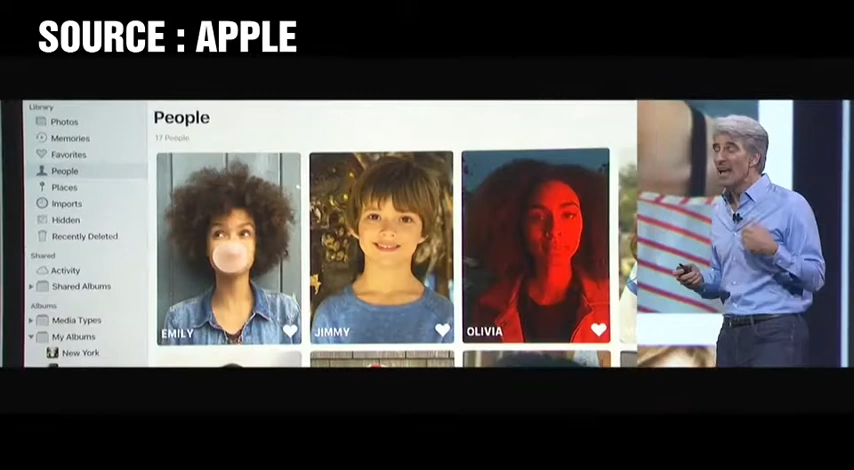 SOURCE : APPLE
Library
Photos
Memories
Favorites
People
Places
Imports
Hidden
Recently Deleted
Shared
Activity
Shared Albums
Albums
Media Types
My Albums
New York
People
17 People
EMILY
JIMMY
OLIVIA